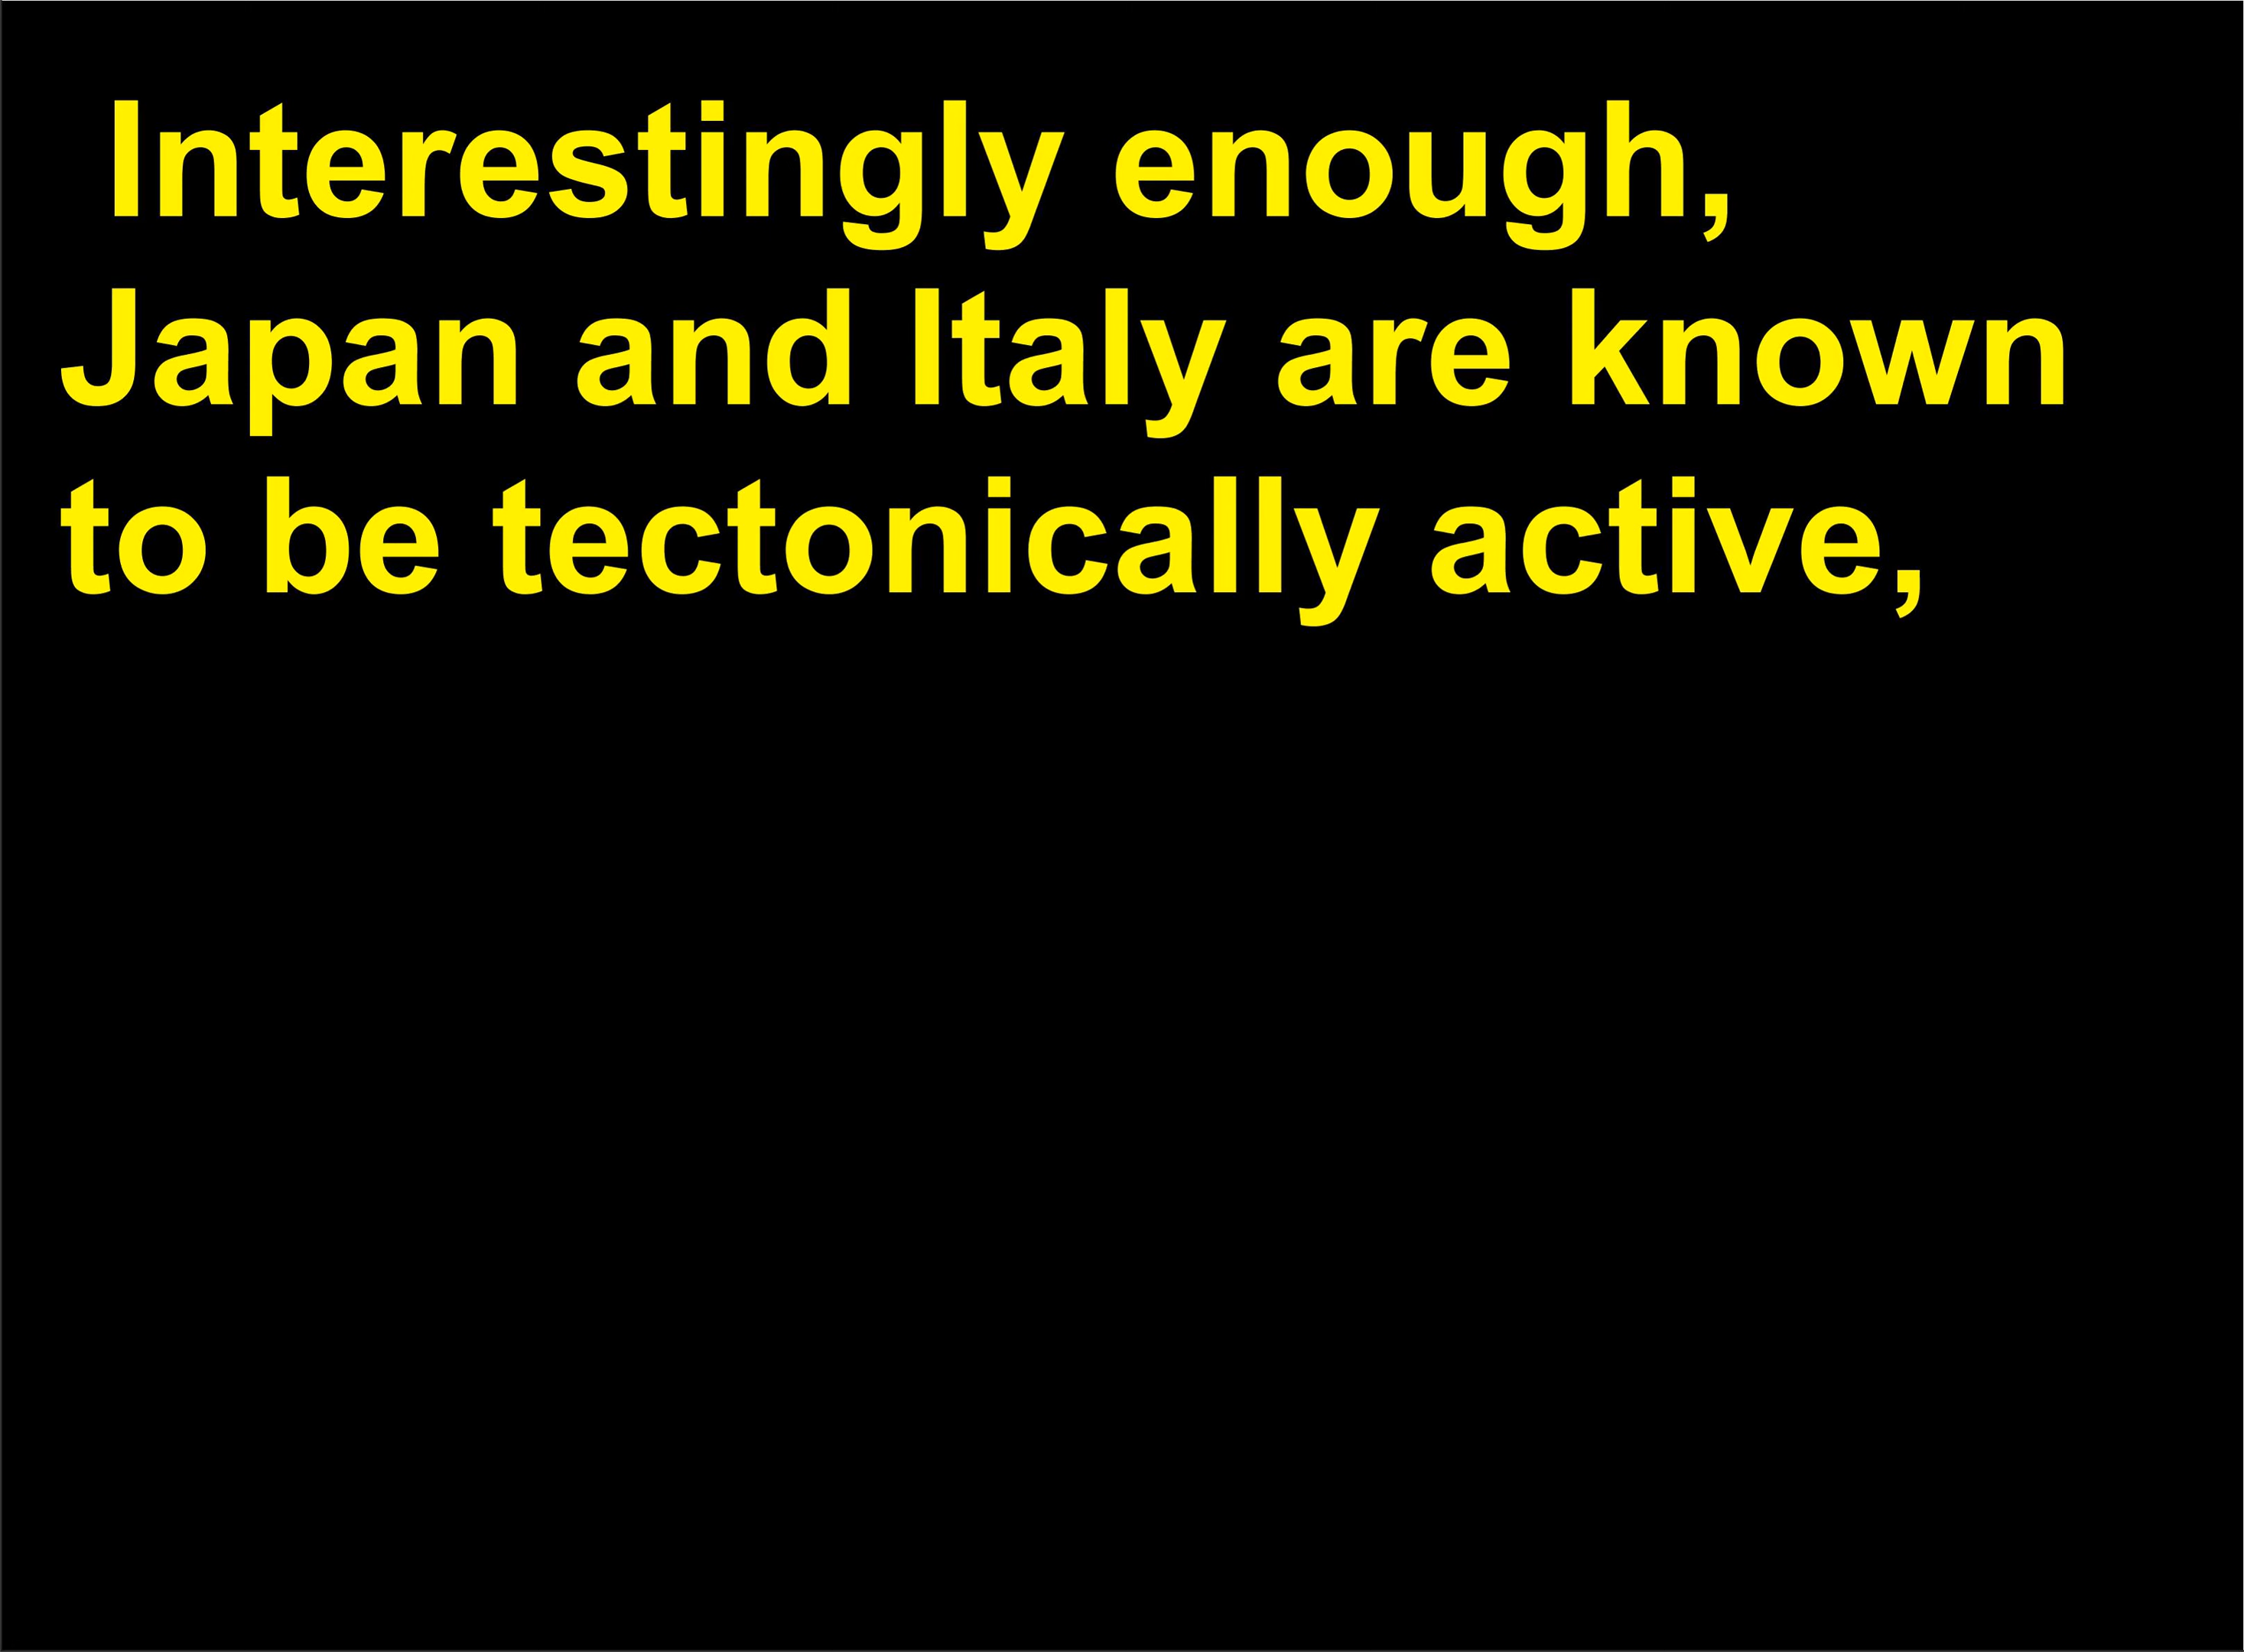 Interestingly enough,
Japan and Italy are known
to be tectonically active,